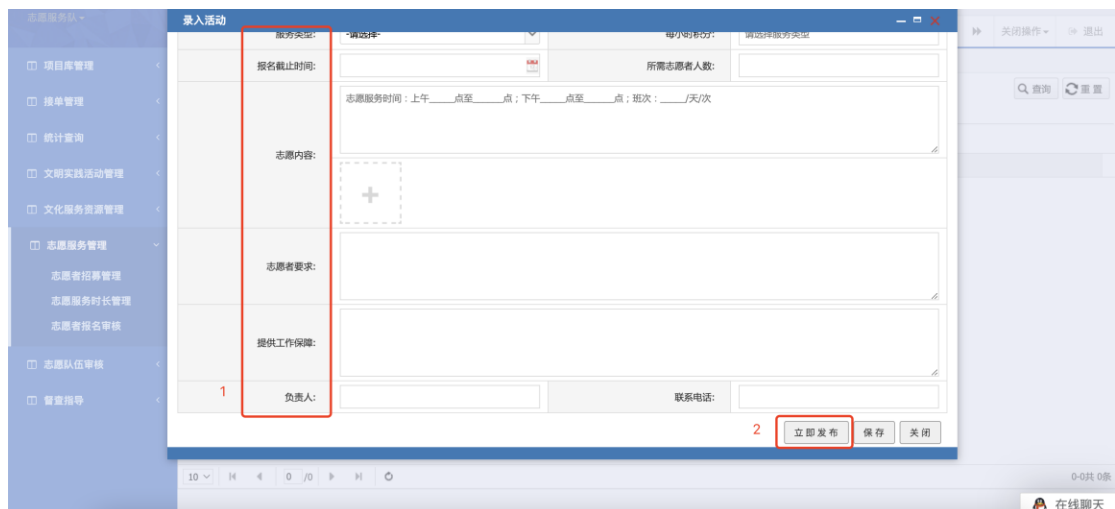 志愿服务队
录入活动
关闭操作 退出
服务类型: -请选择- 每小时积分: 请选择服务类型
项目库管理
报名截止时间: 所需志愿者人数:
查询 重置
接单管理
志愿服务时间：上午_____点至_____点；下午_____点至_____点；班次：_____/天/次
统计查询
志愿内容:
文明实践活动管理
文化服务资源管理
志愿服务管理
志愿者要求:
志愿者招募管理
志愿服务时长管理
志愿者报名审核
提供工作保障:
志愿队伍审核
1 负责人: 联系电话:
督查指导
2 立即发布 保存 关闭
10 0 /0 0-0共 0条
在线聊天